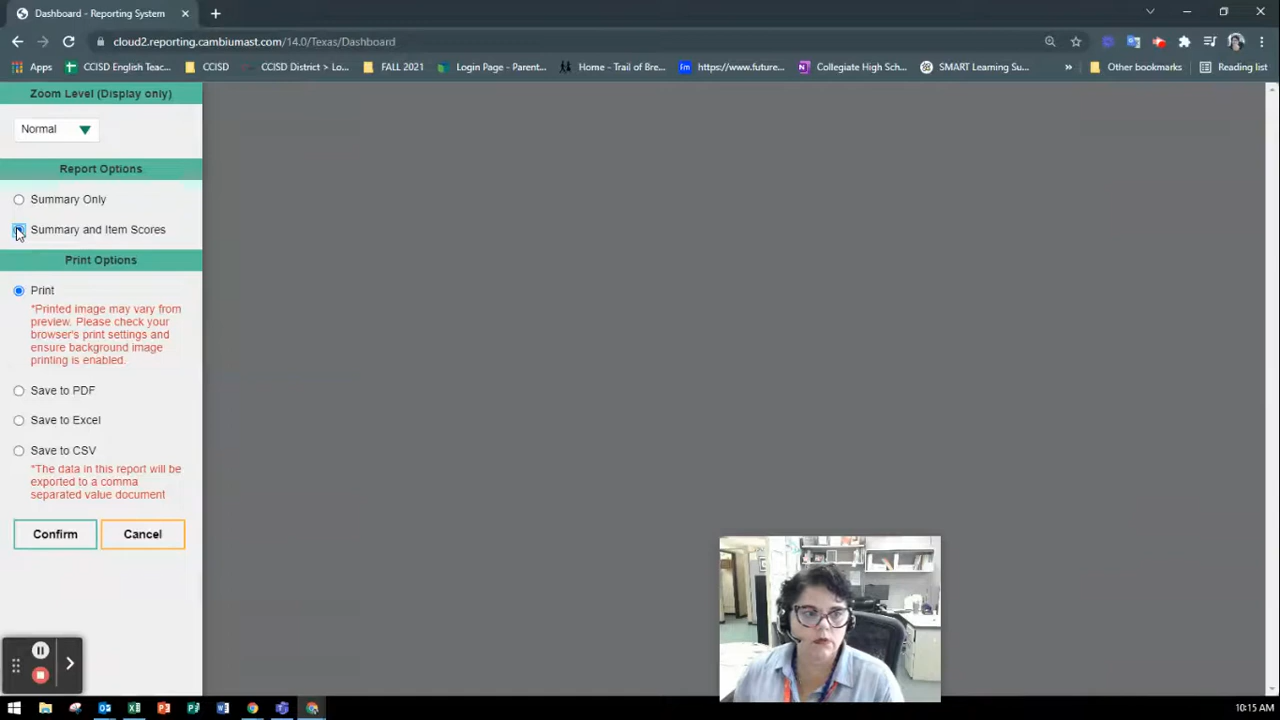 Dashboard - Reporting System
cloud2.reporting.cambiumast.com/14.0/Texas/Dashboard
Apps CCISD English Teac... CCISD CCISD District > Lo... FALL 2021 Login Page - Parent... Home - Trail of Bre... https://www.future... Collegiate High Sc... SMART Learning Su... » Other bookmarks Reading list
Zoom Level (Display only)
Normal
Report Options
Summary Only
Summary and Item Scores
Print Options
Print
*Printed image may vary from
preview. Please check your
browser's print settings and
ensure background image
printing is enabled.
Save to PDF
Save to Excel
Save to CSV
*The data in this report will be
exported to a comma
separated value document
Confirm Cancel
10:15 AM